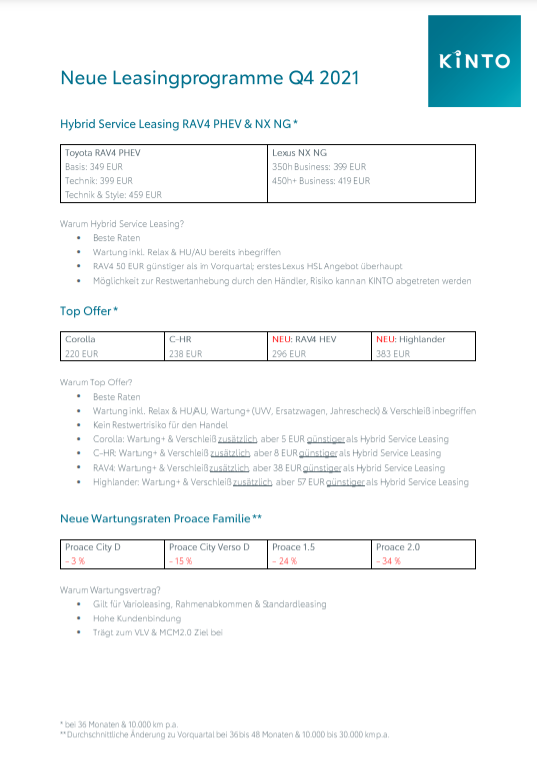 KINTO
Neue Leasingprogramme Q4 2021
Hybrid Service Leasing RAV4 PHEV & NX NG*
Toyota RAV4 PHEV
Basis: 349 EUR
Technik: 399 EUR
Technik & Style: 459 EUR
Lexus NX NG
350h Business: 399 EUR
450h+ Business: 419 EUR
Warum Hybrid Service Leasing?
• Beste Raten
• Wartung inkl. Relax & HU/AU bereits inbegriffen
• RAV4 50 EUR günstiger als im Vorquartal; erstes Lexus HSL Angebot überhaupt
• Möglichkeit zur Restwertanhebung durch den Händler, Risiko kann an KINTO abgetreten werden
Top Offer*
Corolla
220 EUR
C-HR
238 EUR
NEU: RAV4 HEV
296 EUR
NEU: Highlander
383 EUR
Warum Top Offer?
• Beste Raten
• Wartung inkl. Relax & HU/AU, Wartung+ (UVV, Ersatzwagen, Jahrescheck) & Verschleiß inbegriffen
• Kein Restwertrisiko für den Handel
• Corolla: Wartung+ & Verschleiß zusätzlich, aber 5 EUR günstiger als Hybrid Service Leasing
• C-HR: Wartung+ & Verschleiß zusätzlich, aber 8 EUR günstiger als Hybrid Service Leasing
• RAV4: Wartung+ & Verschleiß zusätzlich, aber 38 EUR günstiger als Hybrid Service Leasing
• Highlander: Wartung+ & Verschleiß zusätzlich, aber 57 EUR günstiger als Hybrid Service Leasing
Neue Wartungsraten Proace Familie**
Proace City D
- 3 %
Proace City Verso D
- 15 %
Proace 1.5
- 24 %
Proace 2.0
- 34 %
Warum Wartungsvertrag?
• Gilt für Varioleasing, Rahmenabkommen & Standardleasing
• Hohe Kundenbindung
• Trägt zum VLV & MCM2.0 Ziel bei
* bei 36 Monaten & 10.000 km p.a.
**Durchschnittliche Änderung zu Vorquartal bei 36 bis 48 Monaten & 10.000 bis 30.000 km p.a.